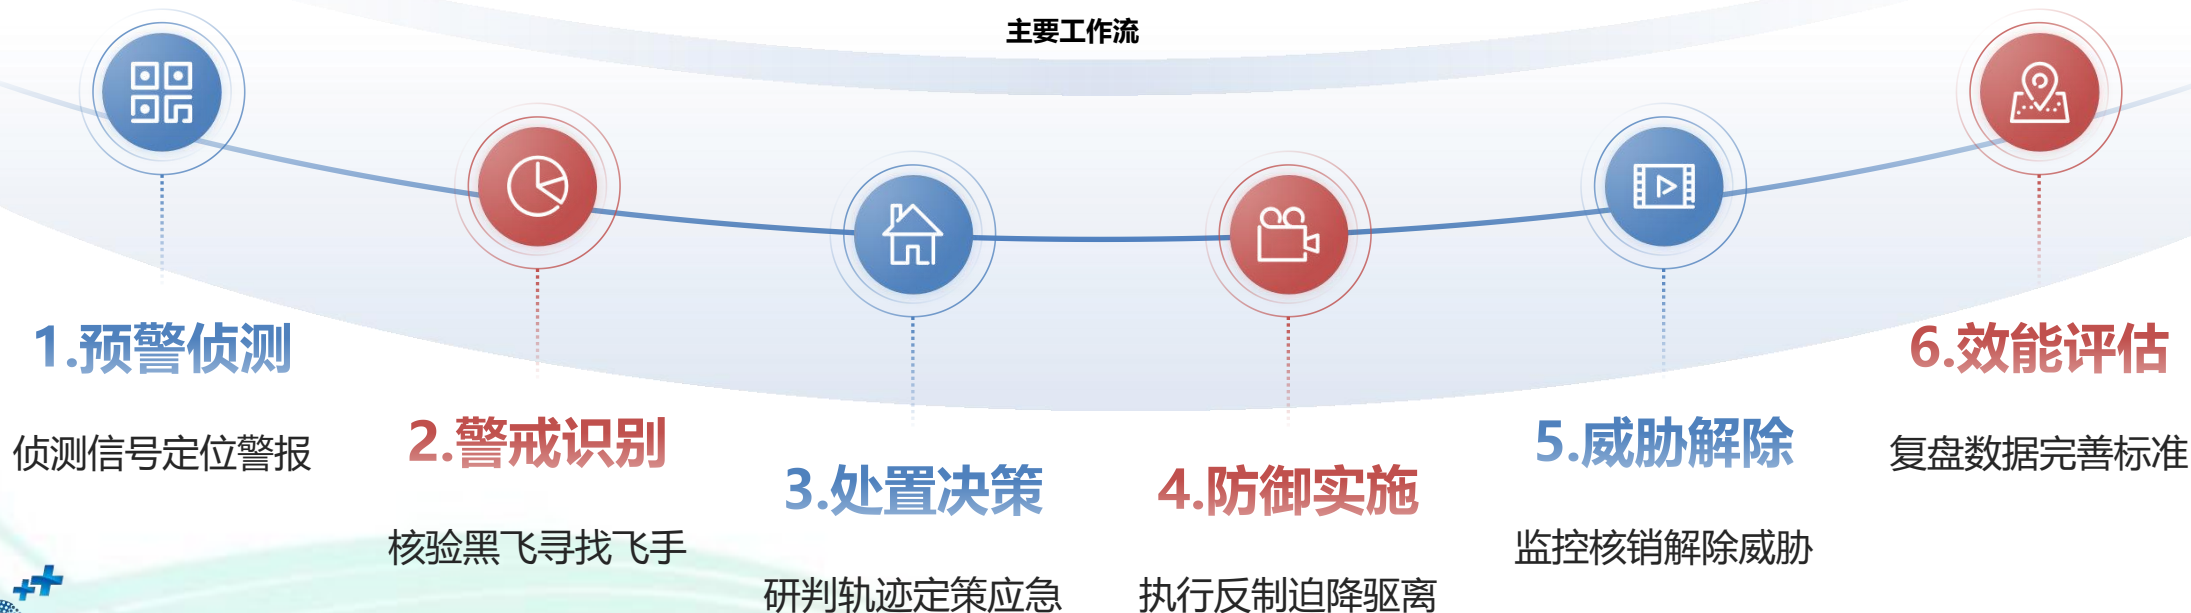 主要工作流
1.预警侦测
侦测信号定位警报
2.警戒识别
核验黑飞寻找飞手
3.处置决策
研判轨迹定策应急
4.防御实施
执行反制迫降驱离
5.威胁解除
监控核销解除威胁
6.效能评估
复盘数据完善标准